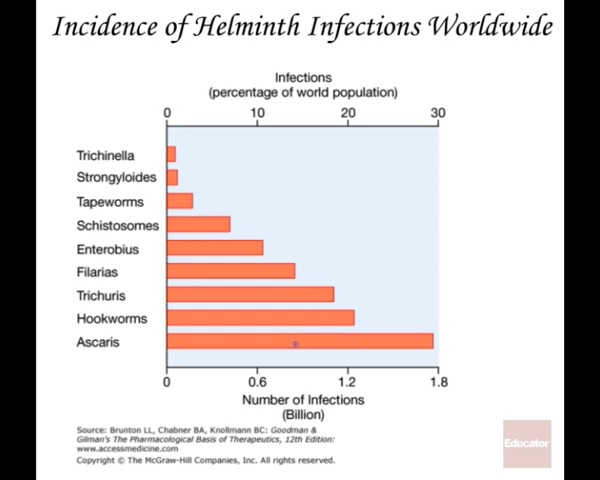 Incidence of Helminth Infections Worldwide
Infections
(percentage of world population)
0 10 20 30
Trichinella
Strongyloides
Tapeworms
Schistosomes
Enterobius
Filarias
Trichuris
Hookworms
Ascaris
0 0.6 1.2 1.8
Number of Infections
(Billion)
Source: Brunton LL, Chabner BA, Knollmann BC: Goodman &
Gilman's The Pharmacological Basis of Therapeutics, 12th Edition:
www.accessmedicine.com
Copyright © The McGraw-Hill Companies, Inc. All rights reserved.
Educator